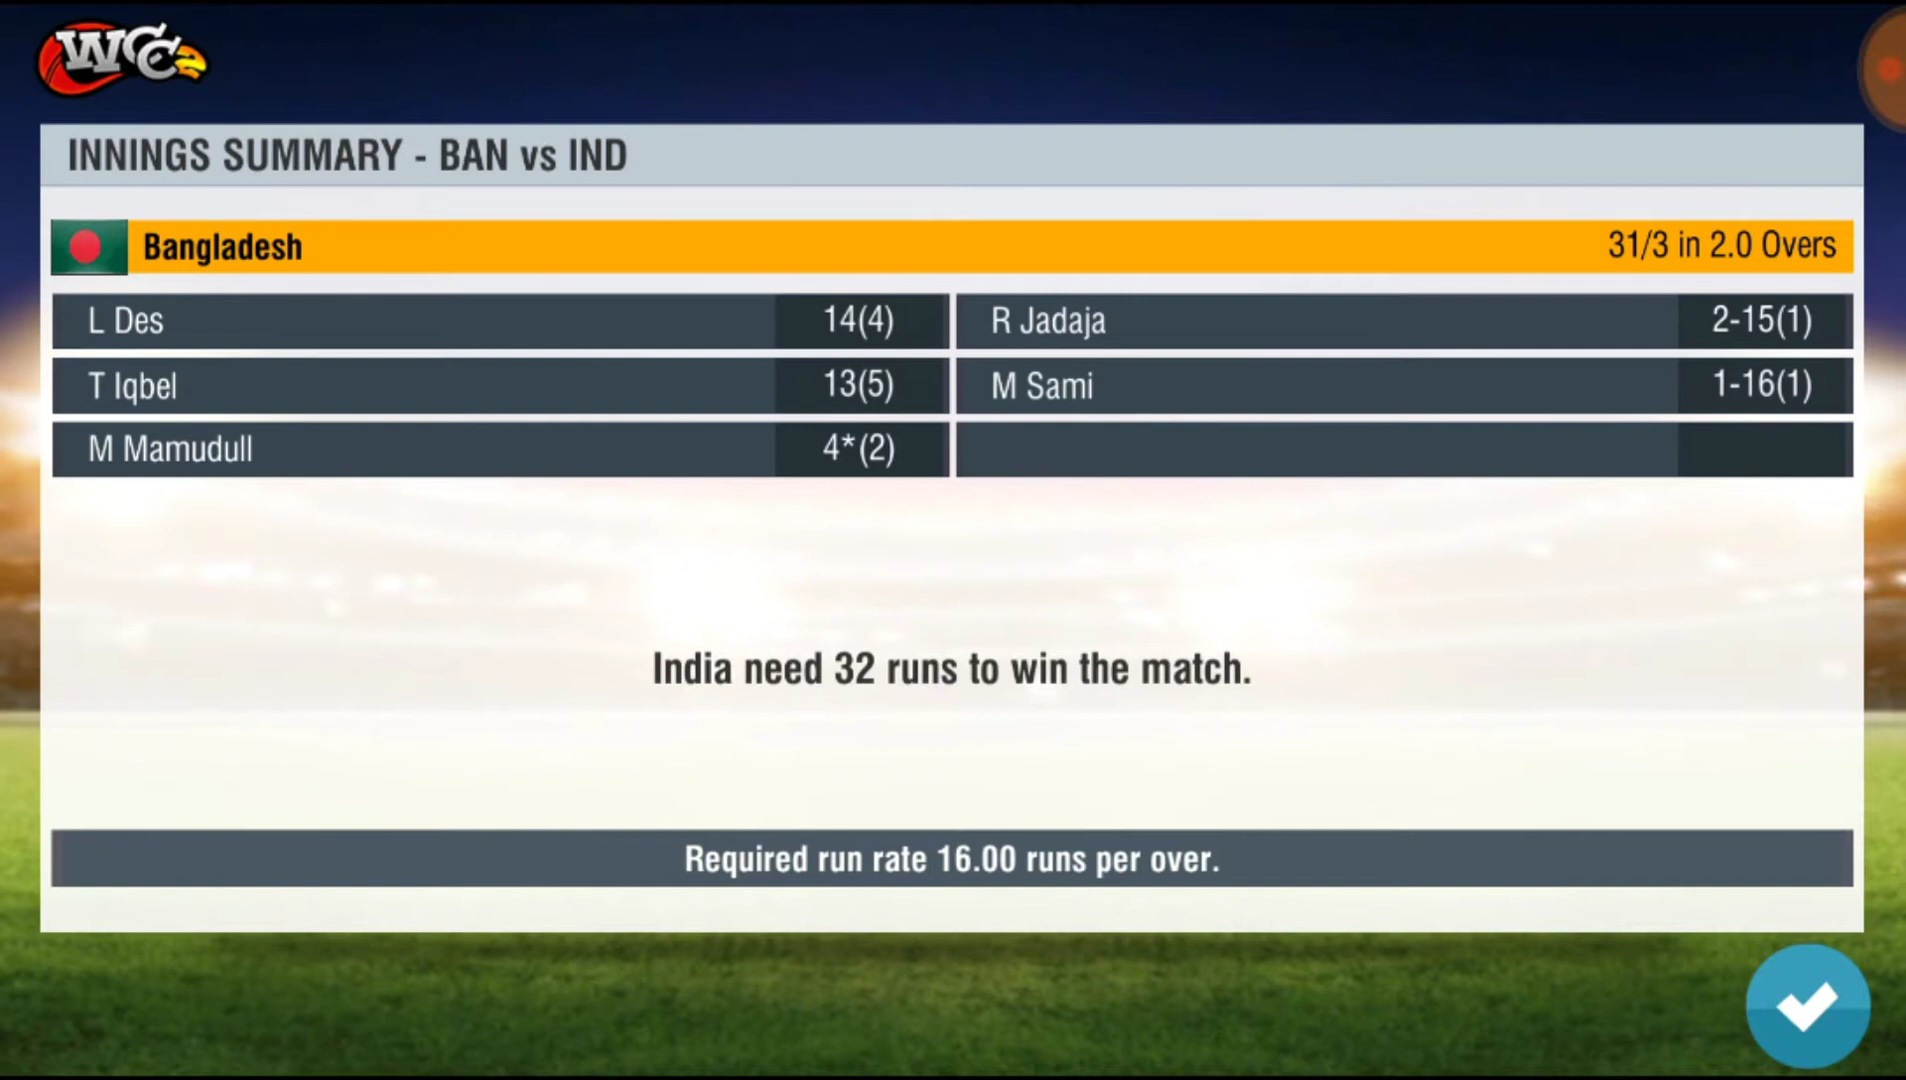 WCC2
INNINGS SUMMARY - BAN vs IND
Bangladesh 31/3 in 2.0 Overs
L Des 14(4) R Jadaja 2-15(1)
T Iqbel 13(5) M Sami 1-16(1)
M Mamudull 4*(2)
India need 32 runs to win the match.
Required run rate 16.00 runs per over.